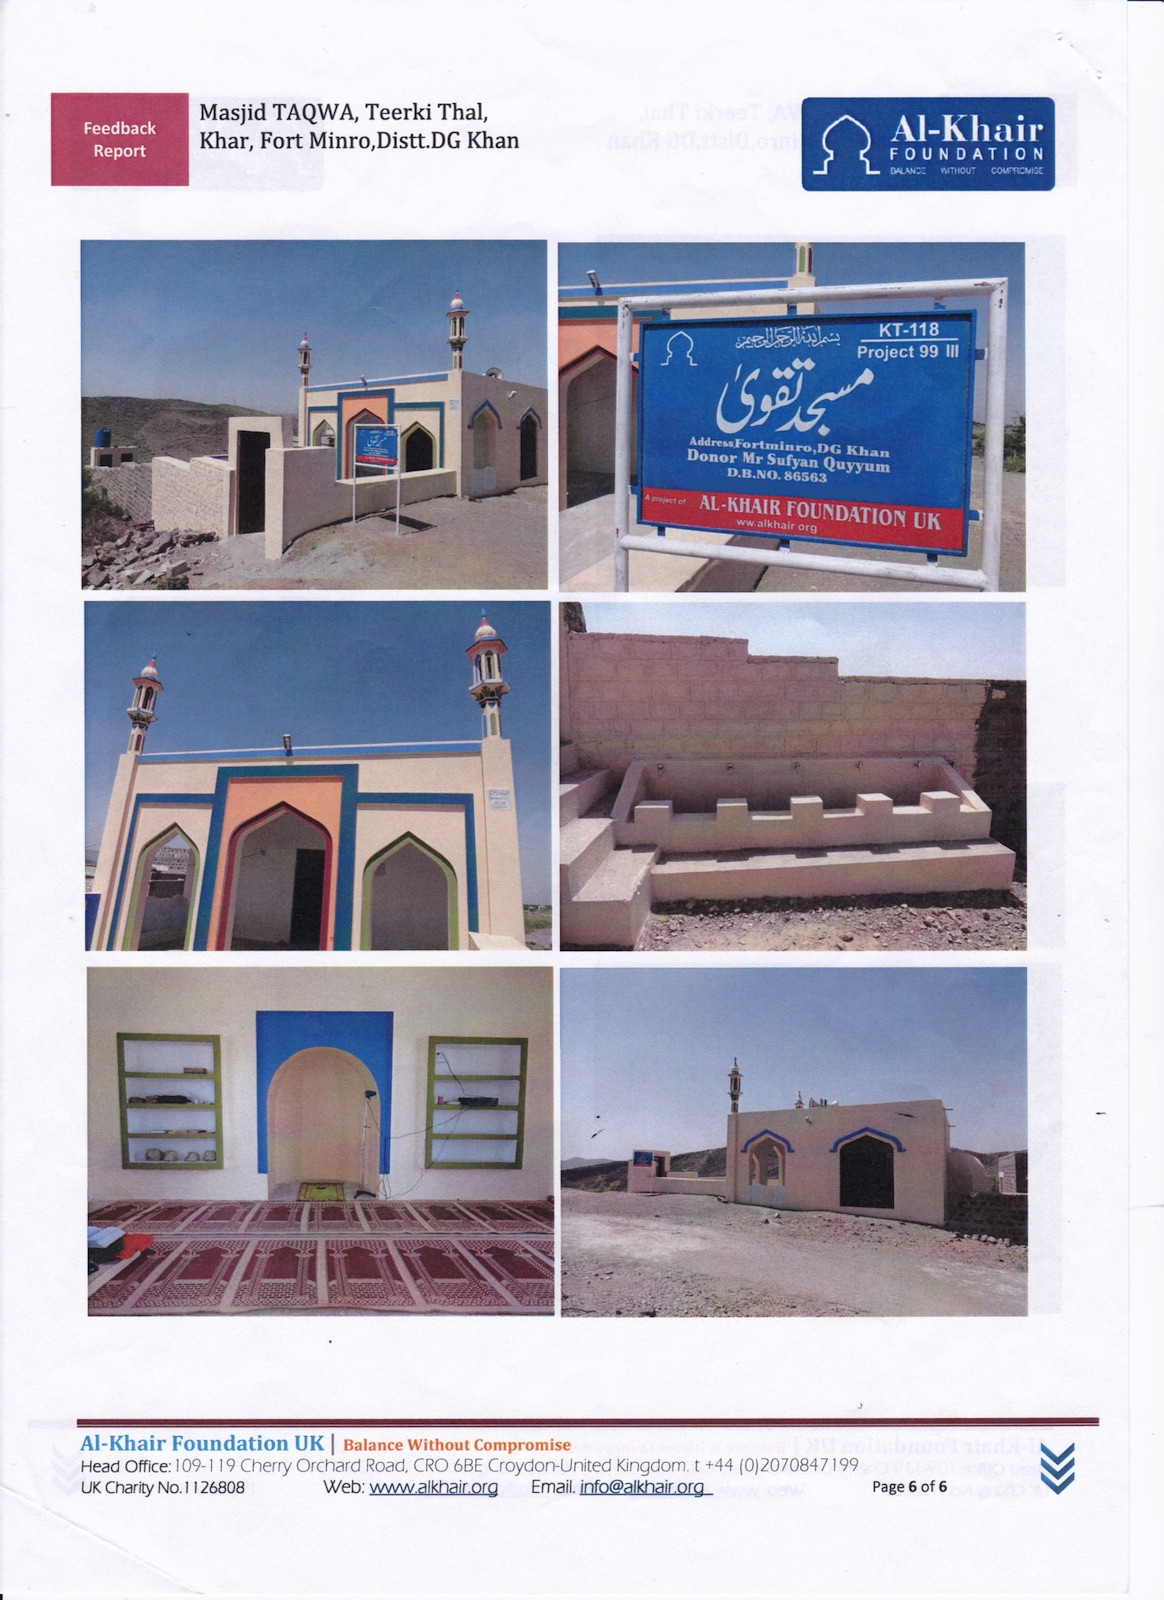 Feedback
Report
Masjid TAQWA, Teerki Thal,
Khar, Fort Minro,Distt.DG Khan
Al-Khair
FOUNDATION
BALANCE WITHOUT COMPROMISE
بسم الله الرحمن الرحیم
KT-118
Project 99 III
مسجد تقویٰ
AddressFortminro,DG Khan
Donor Mr Sufyan Quyyum
D.B.NO. 86563
A project of AL-KHAIR FOUNDATION UK
ww alkhair org
Al-Khair Foundation UK | Balance Without Compromise
Head Office:109-119 Cherry Orchard Road, CRO 6BE Croydon-United Kingdom. t +44 (0)2070847199
UK Charity No.1126808 Web: www.alkhair.org Email. info@alkhair.org Page 6 of 6